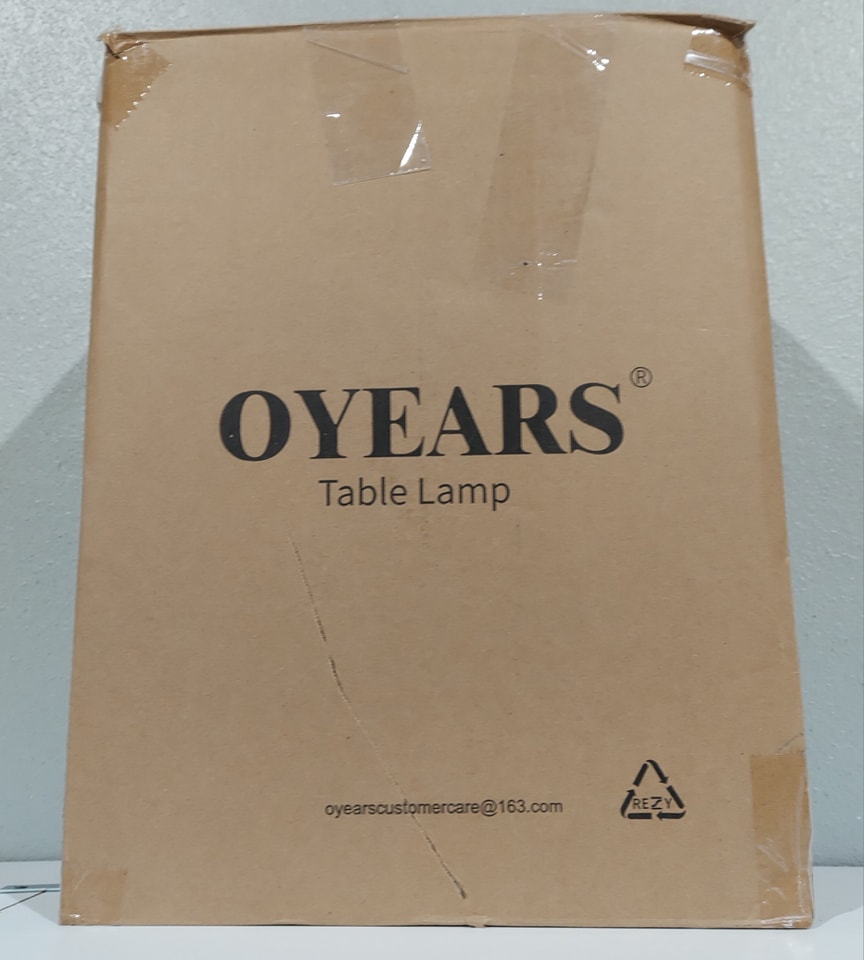 OYEARS®
Table Lamp
oyearscustomercare@163.com
REZY